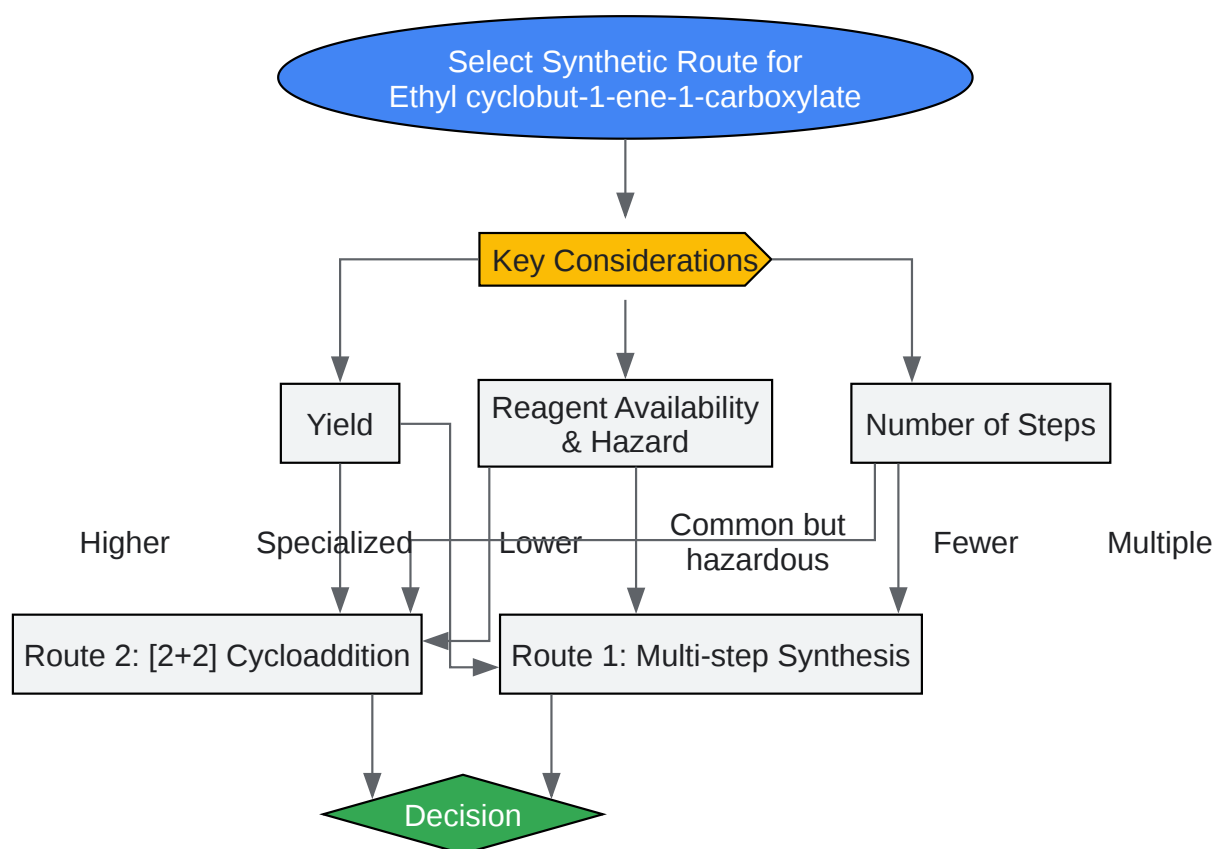 Select Synthetic Route for
Ethyl cyclobut-1-ene-1-carboxylate
Key Considerations
Yield
Reagent Availability
& Hazard
Number of Steps
Higher
Specialized
Lower
Common but
hazardous
Fewer
Multiple
Route 2: [2+2] Cycloaddition
Route 1: Multi-step Synthesis
Decision